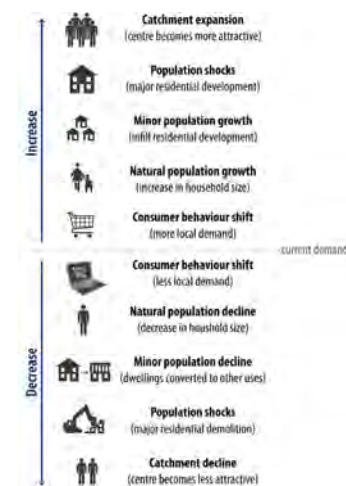 Increase
Catchment expansion
(centre becomes more attractive)
Population shocks
(major residential development)
Minor population growth
(infill residential development)
Natural population growth
(increase in household size)
Consumer behaviour shift
(more local demand)
current demand
Decrease
Consumer behaviour shift
(less local demand)
Natural population decline
(decrease in houshold size)
Minor population decline
(dwellings converted to other uses)
Population shocks
(major residential demolition)
Catchment decline
(centre becomes less attractive)